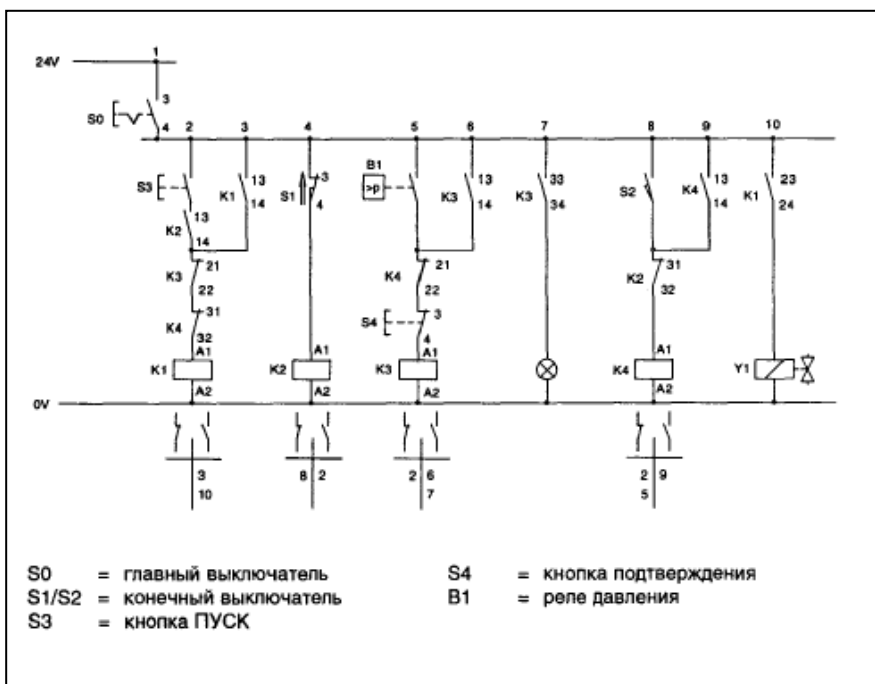 1
24V
S0
3
4
2 3 4 5 6 7 8 9 10
S3
K1 13 14
S1 3 4
B1 >p
K3 13 14
K3 33 34
S2
K4 13 14
K1 23 24
K2 13 14
K3 21 22
K4 21 22
K2 31 32
K4 31 32
S4 3 4
K1 A1 A2
K2 A1 A2
K3 A1 A2
K4 A1 A2
Y1
0V
3 8 2 2 6 2 9
10 7 5
S0 = главный выключатель
S1/S2 = конечный выключатель
S3 = кнопка ПУСК
S4 = кнопка подтверждения
B1 = реле давления